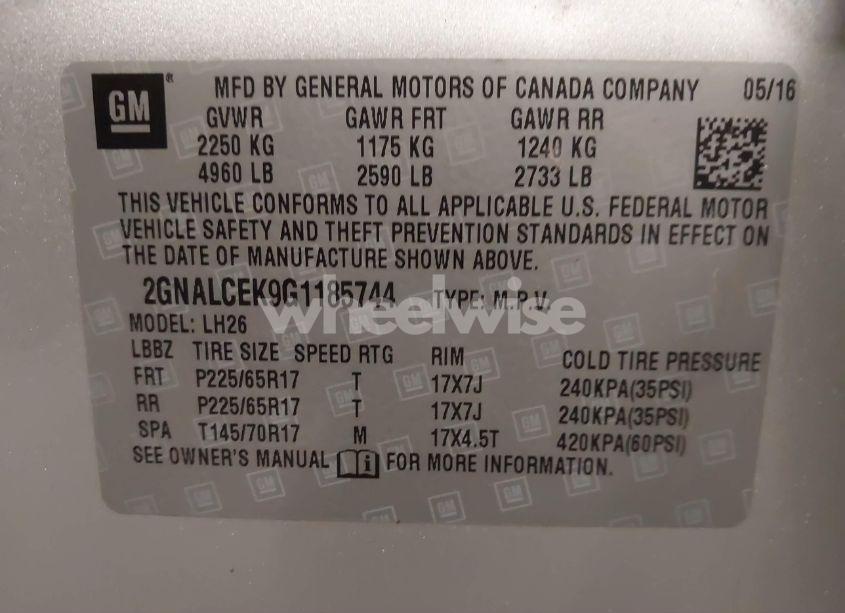 GM ® MFD BY GENERAL MOTORS OF CANADA COMPANY 05/16
GVWR GAWR FRT GAWR RR
2250 KG 1175 KG 1240 KG
4960 LB 2590 LB 2733 LB
THIS VEHICLE CONFORMS TO ALL APPLICABLE U.S. FEDERAL MOTOR
VEHICLE SAFETY AND THEFT PREVENTION STANDARDS IN EFFECT ON
THE DATE OF MANUFACTURE SHOWN ABOVE.
2GNALCEK9G1185744 TYPE: M.P.V.
wheelwise
MODEL: LH26
LBBZ TIRE SIZE SPEED RTG RIM COLD TIRE PRESSURE
FRT P225/65R17 T 17X7J 240KPA(35PSI)
RR P225/65R17 T 17X7J 240KPA(35PSI)
SPA T145/70R17 M 17X4.5T 420KPA(60PSI)
SEE OWNER'S MANUAL i FOR MORE INFORMATION.